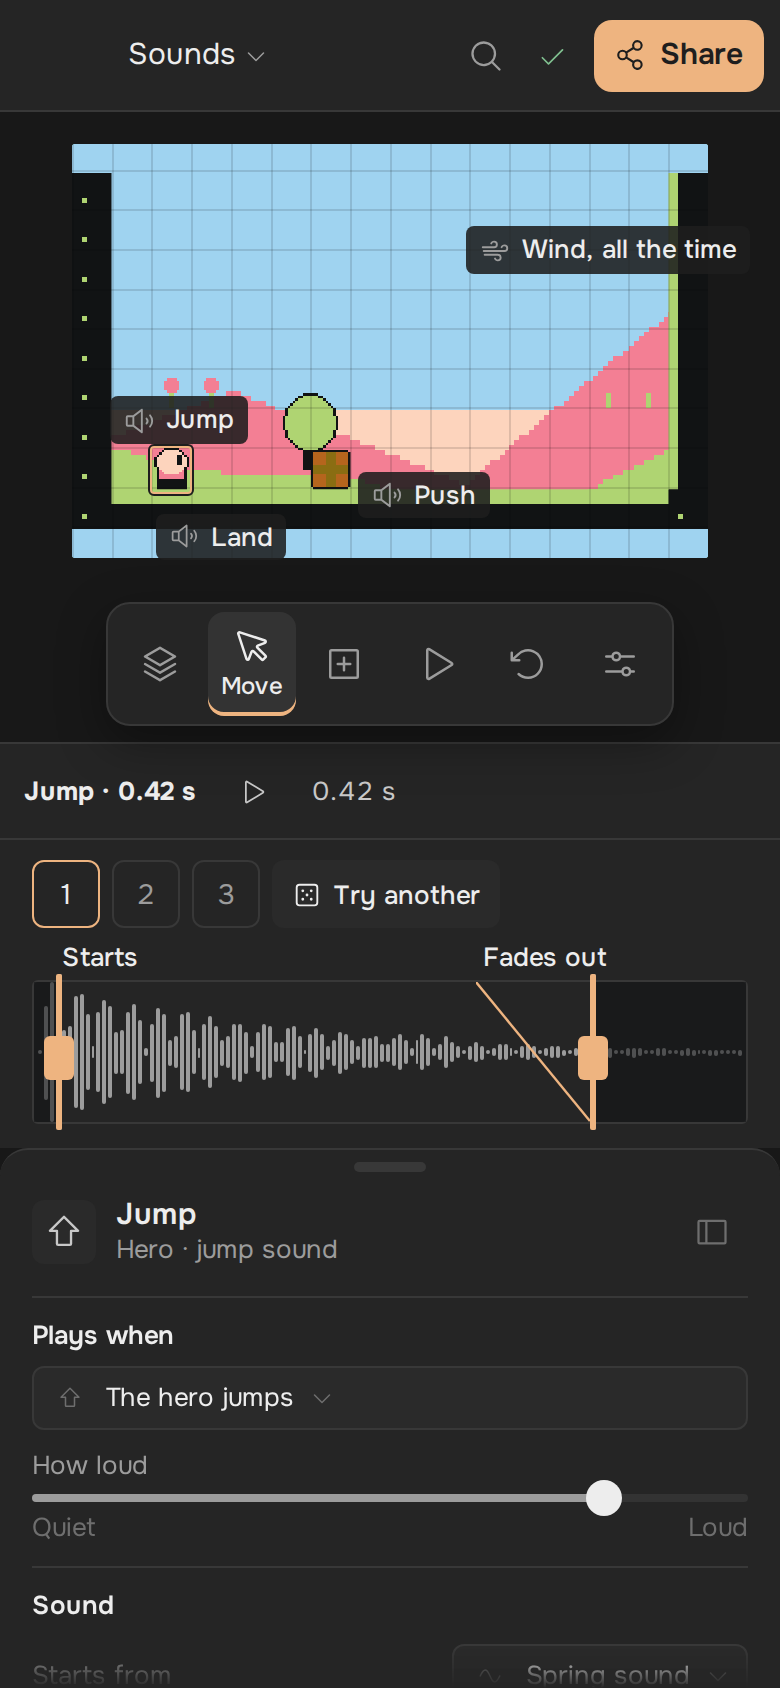 Sounds
Share
Wind, all the time
Jump
Push
Land
Move
Jump · 0.42 s
0.42 s
1
2
3
Try another
Starts
Fades out
Jump
Hero · jump sound
Plays when
The hero jumps
How loud
Quiet
Loud
Sound
Starts from
Spring sound